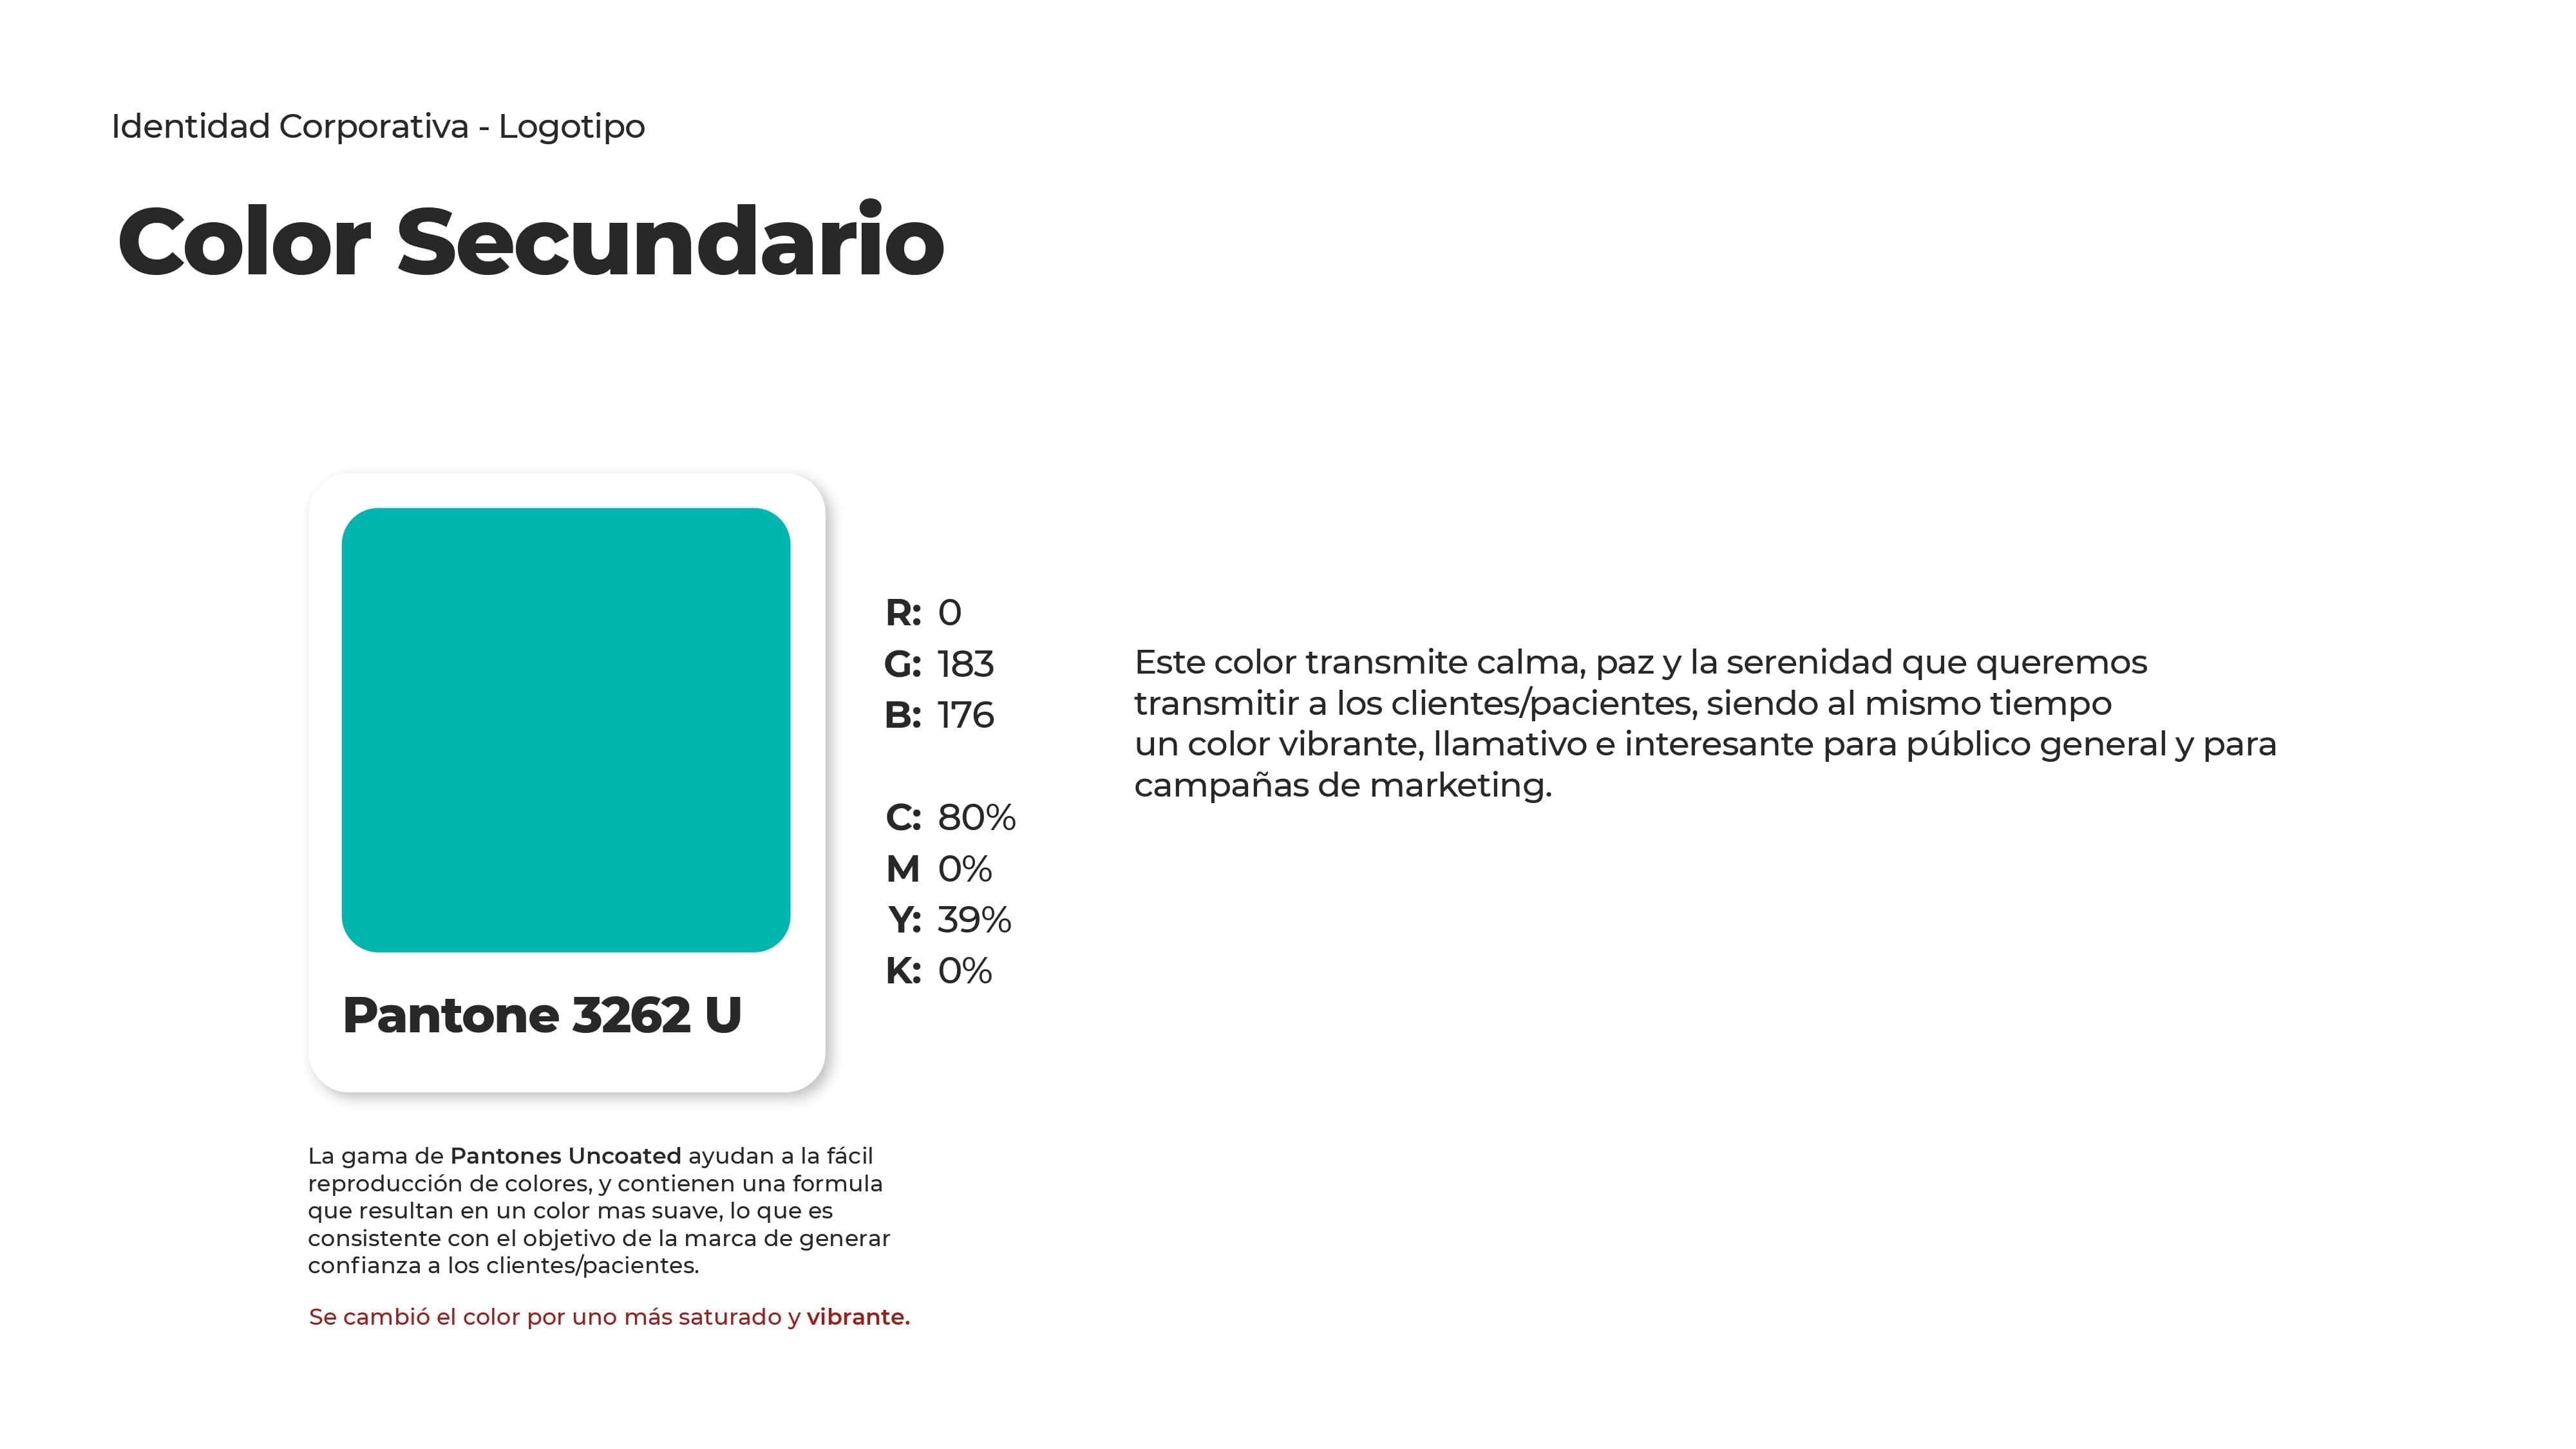 Identidad Corporativa - Logotipo
Color Secundario
R: 0
G: 183
B: 176
C: 80%
M 0%
Y: 39%
K: 0%
Pantone 3262 U
Este color transmite calma, paz y la serenidad que queremos
transmitir a los clientes/pacientes, siendo al mismo tiempo
un color vibrante, llamativo e interesante para público general y para
campañas de marketing.
La gama de Pantones Uncoated ayudan a la fácil
reproducción de colores, y contienen una formula
que resultan en un color mas suave, lo que es
consistente con el objetivo de la marca de generar
confianza a los clientes/pacientes.
Se cambió el color por uno más saturado y vibrante.